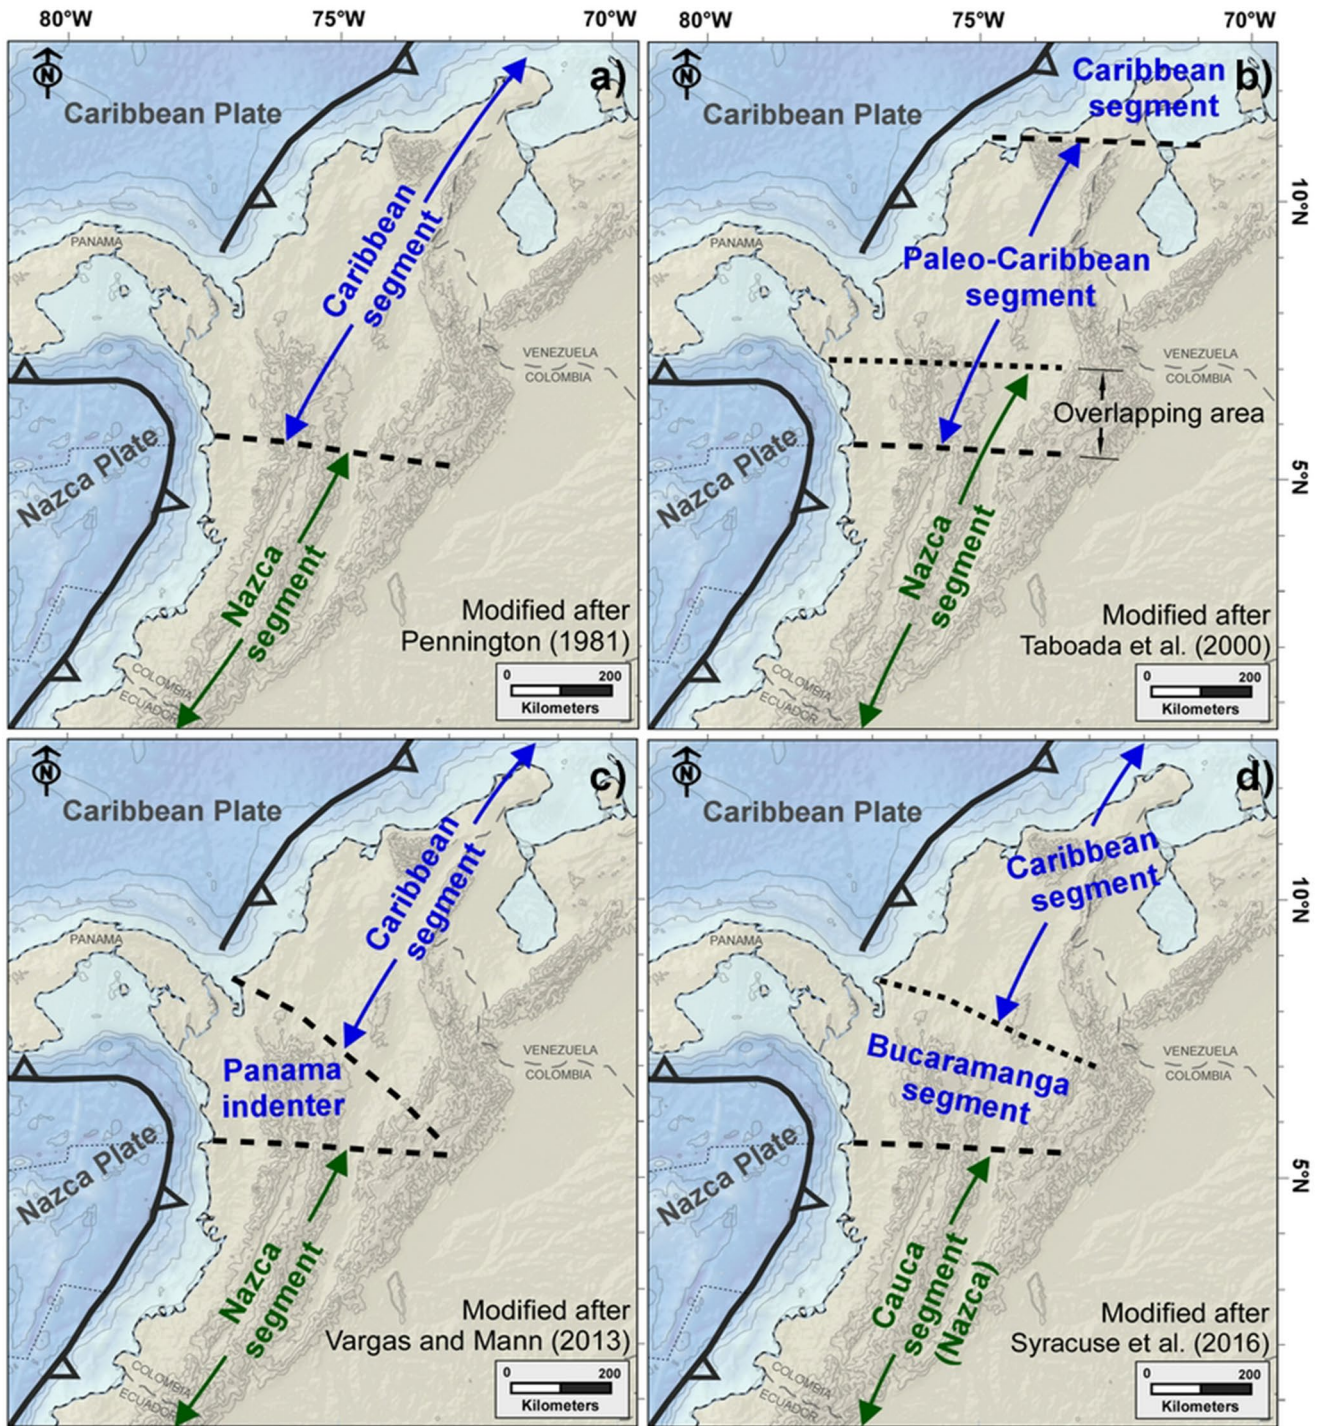 80°W 75°W 70°W 80°W 75°W 70°W
a)
N
Caribbean Plate
PANAMA
Caribbean
segment
VENEZUELA
COLOMBIA
Nazca Plate
Nazca
segment
COLOMBIA
ECUADOR
Modified after
Pennington (1981)
0 200
Kilometers
b)
N
Caribbean Plate
Caribbean
segment
PANAMA
Paleo-Caribbean
segment
VENEZUELA
COLOMBIA
Overlapping area
Nazca Plate
Nazca
segment
COLOMBIA
ECUADOR
Modified after
Taboada et al. (2000)
0 200
Kilometers
10°N
5°N
c)
N
Caribbean Plate
PANAMA
Caribbean
segment
Panama
indenter
VENEZUELA
COLOMBIA
Nazca Plate
Nazca
segment
COLOMBIA
ECUADOR
Modified after
Vargas and Mann (2013)
0 200
Kilometers
d)
N
Caribbean Plate
PANAMA
Caribbean
segment
Bucaramanga
segment
VENEZUELA
COLOMBIA
Nazca Plate
Cauca
segment
(Nazca)
COLOMBIA
ECUADOR
Modified after
Syracuse et al. (2016)
0 200
Kilometers
10°N
5°N